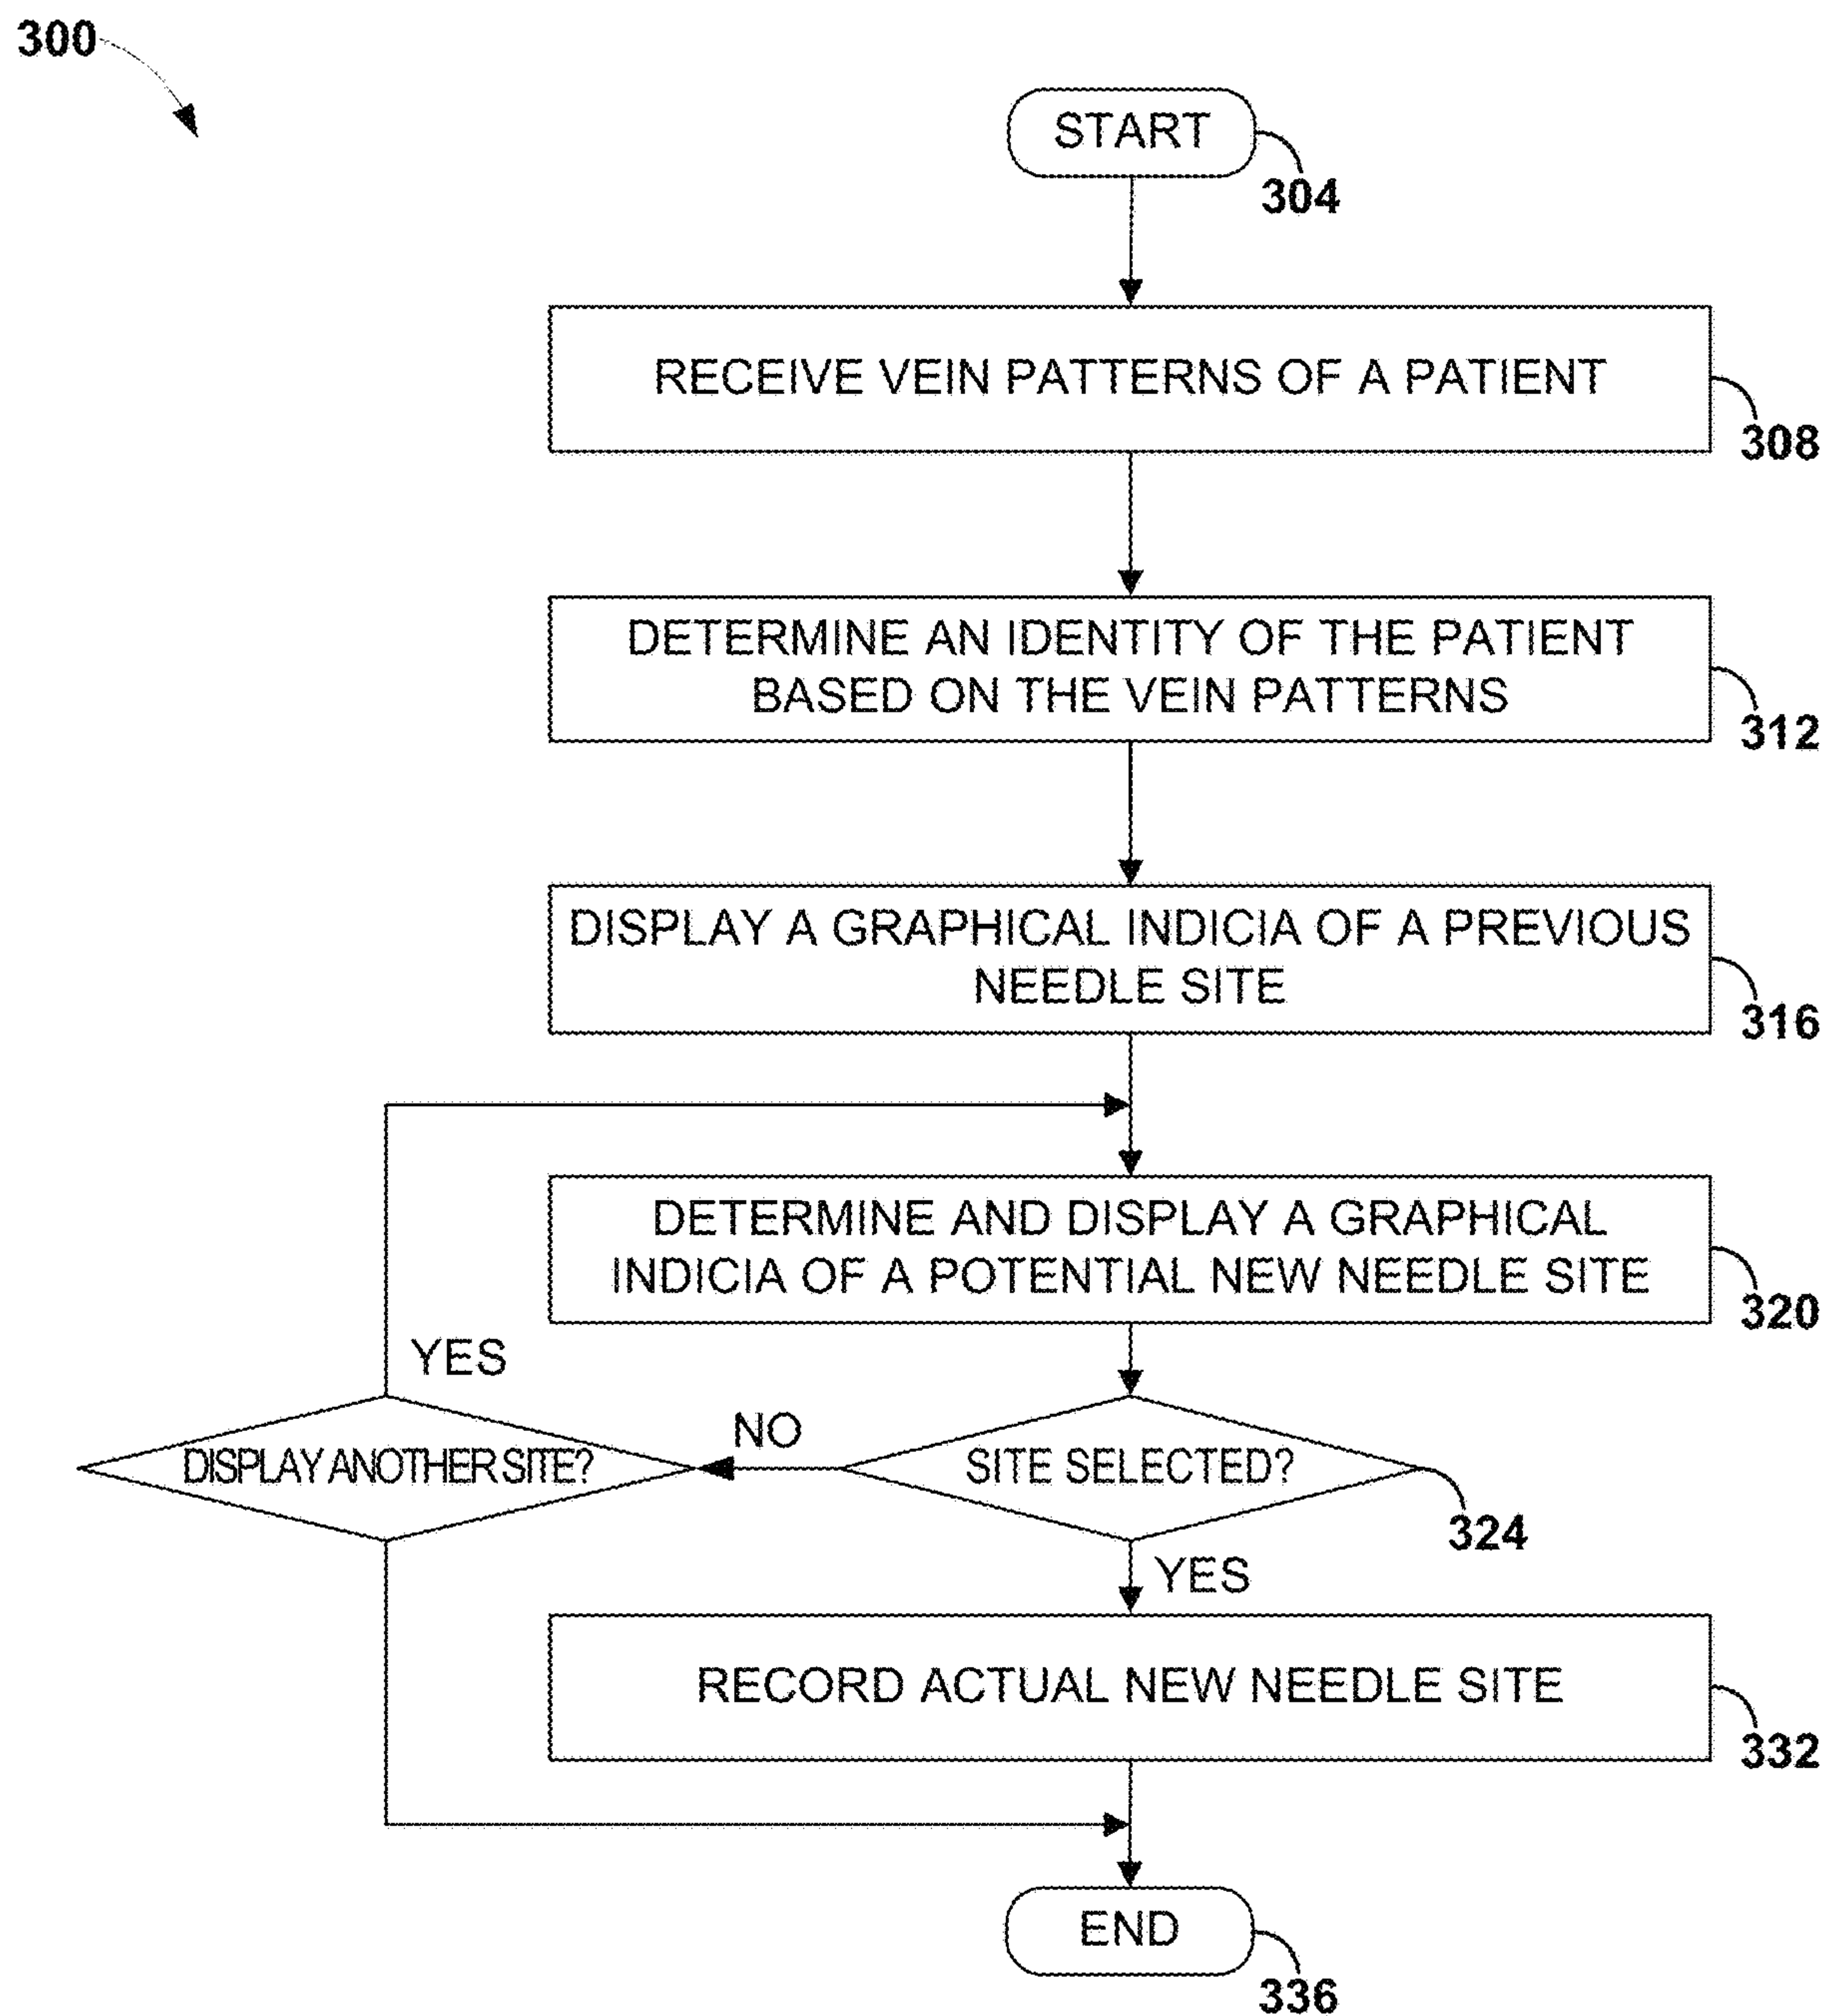 300
START
304
RECEIVE VEIN PATTERNS OF A PATIENT
308
DETERMINE AN IDENTITY OF THE PATIENT
BASED ON THE VEIN PATTERNS
312
DISPLAY A GRAPHICAL INDICIA OF A PREVIOUS
NEEDLE SITE
316
DETERMINE AND DISPLAY A GRAPHICAL
INDICIA OF A POTENTIAL NEW NEEDLE SITE
320
YES
DISPLAY ANOTHER SITE?
NO
SITE SELECTED?
324
YES
RECORD ACTUAL NEW NEEDLE SITE
332
END
336